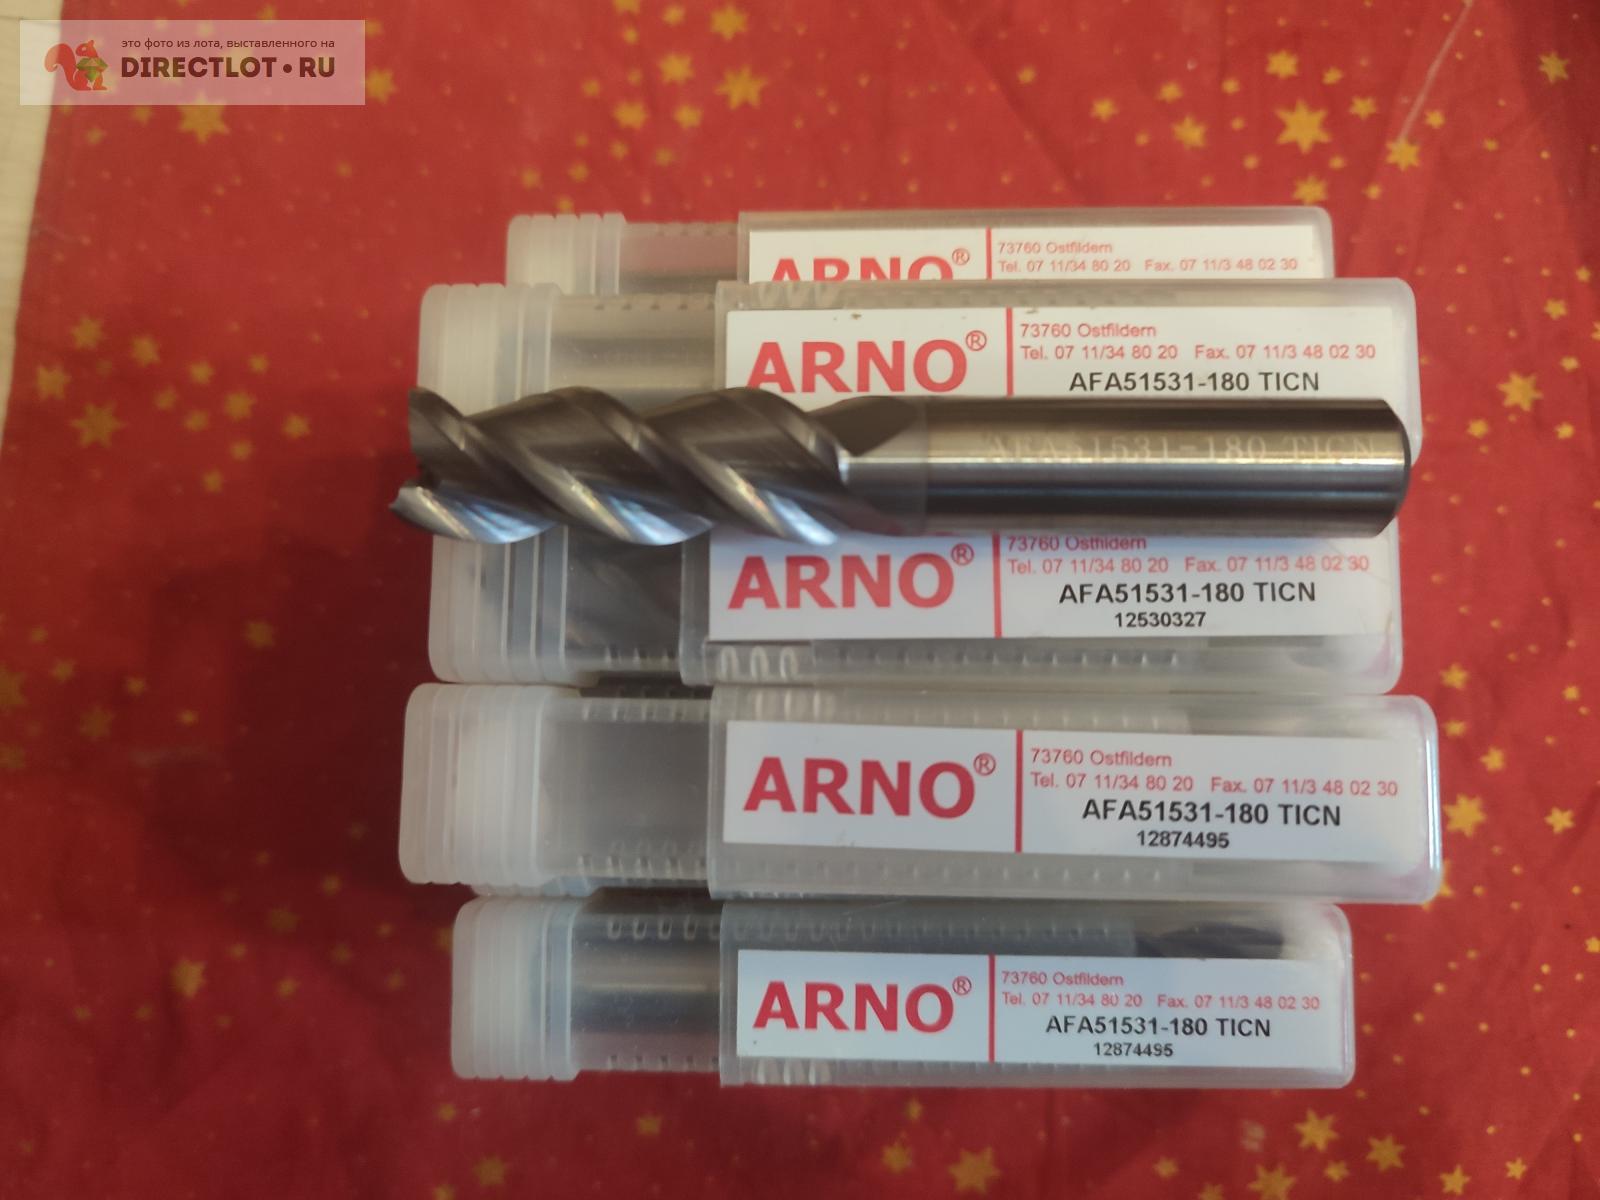 это фото из лота, выставленного на
DIRECTLOT•RU
ARNO®
73760 Ostfildern
Tel. 07 11/34 80 20 Fax. 07 11/3 48 02 30
ARNO®
73760 Ostfildern
Tel. 07 11/34 80 20 Fax. 07 11/3 48 02 30
AFA51531-180 TICN
AFA51531-180 TICN
ARNO®
73760 Ostfildern
Tel. 07 11/34 80 20 Fax. 07 11/3 48 02 30
AFA51531-180 TICN
12530327
ARNO®
73760 Ostfildern
Tel. 07 11/34 80 20 Fax. 07 11/3 48 02 30
AFA51531-180 TICN
12874495
ARNO®
73760 Ostfildern
Tel. 07 11/34 80 20 Fax. 07 11/3 48 02 30
AFA51531-180 TICN
12874495